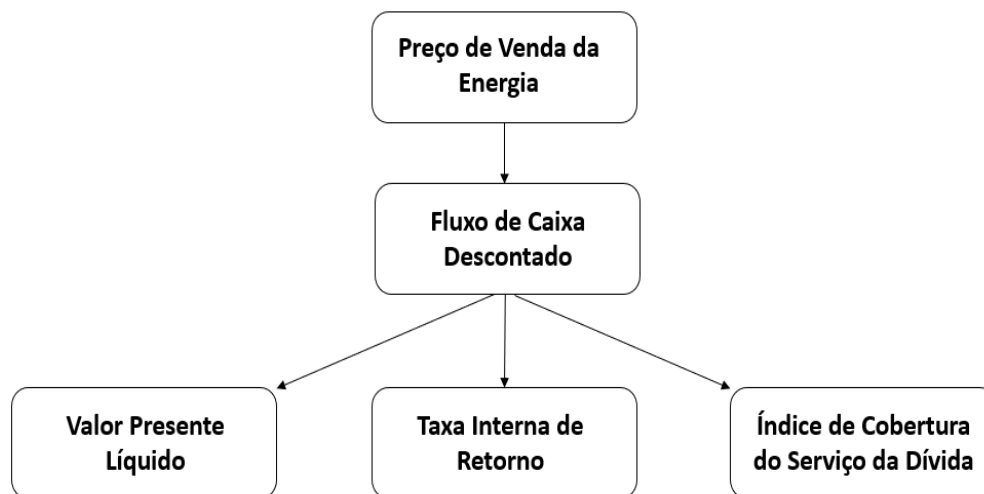 Preço de Venda da
Energia
Fluxo de Caixa
Descontado
Valor Presente
Líquido
Taxa Interna de
Retorno
Índice de Cobertura
do Serviço da Dívida